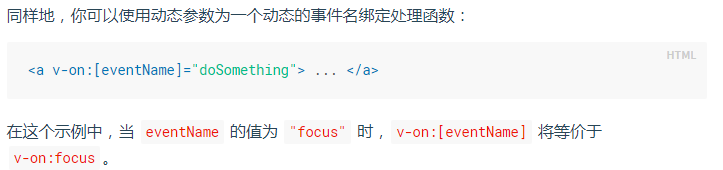 同样地，你可以使用动态参数为一个动态的事件名绑定处理函数：
HTML
<a v-on:[eventName]="doSomething"> ... </a>
在这个示例中，当 eventName 的值为 "focus" 时，v-on:[eventName] 将等价于
v-on:focus。